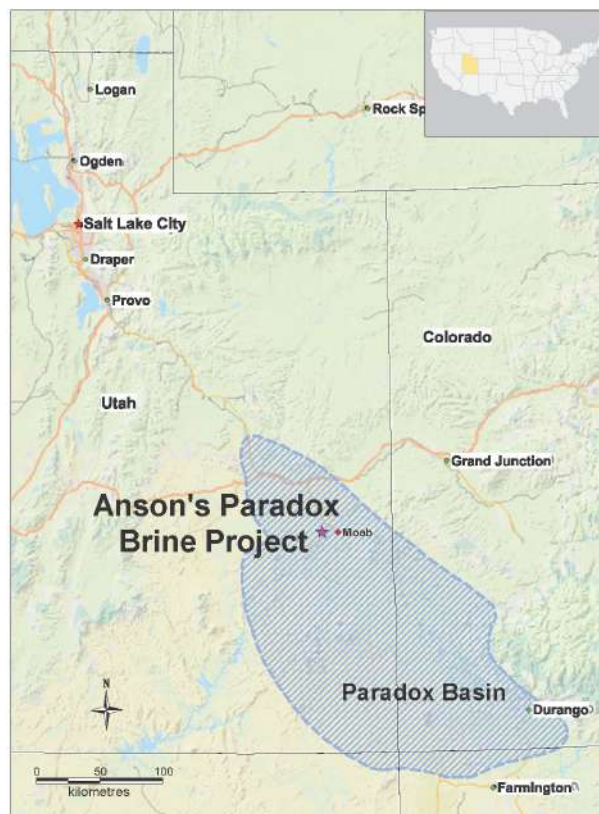 Logan
Rock Sp
Ogden
Salt Lake City
Draper
Provo
Colorado
Utah
Grand Junction
Anson's Paradox
Brine Project
Moab
Paradox Basin
N
Durango
0 50 100
kilometres
Farmington